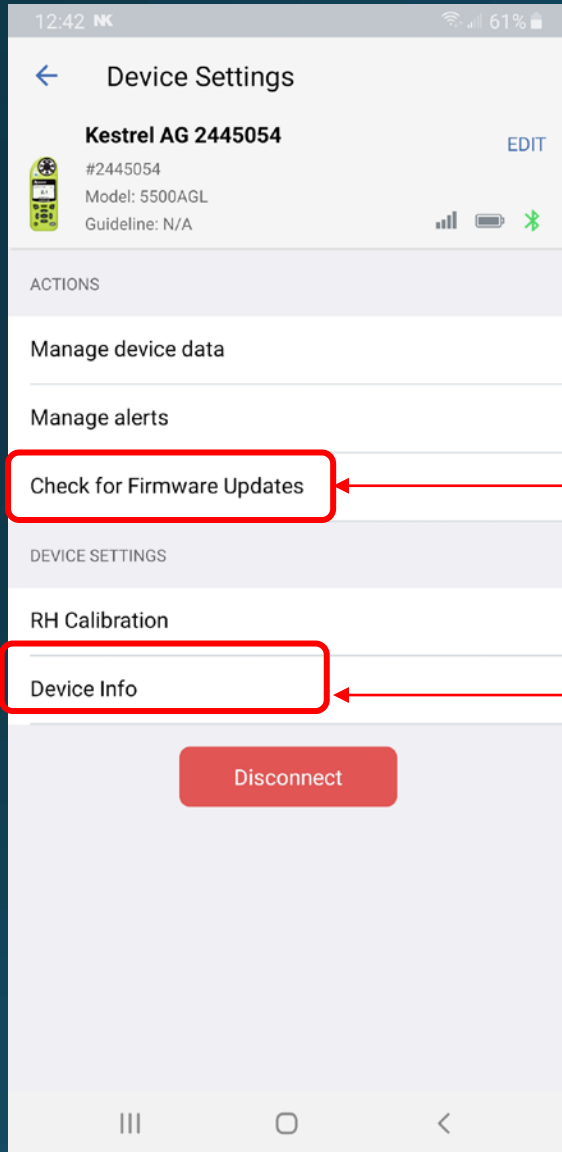 12:42 NK 61%
Device Settings
Kestrel AG 2445054
EDIT
#2445054
Model: 5500AGL
Guideline: N/A
ACTIONS
Manage device data
Manage alerts
Check for Firmware Updates
DEVICE SETTINGS
RH Calibration
Device Info
Disconnect